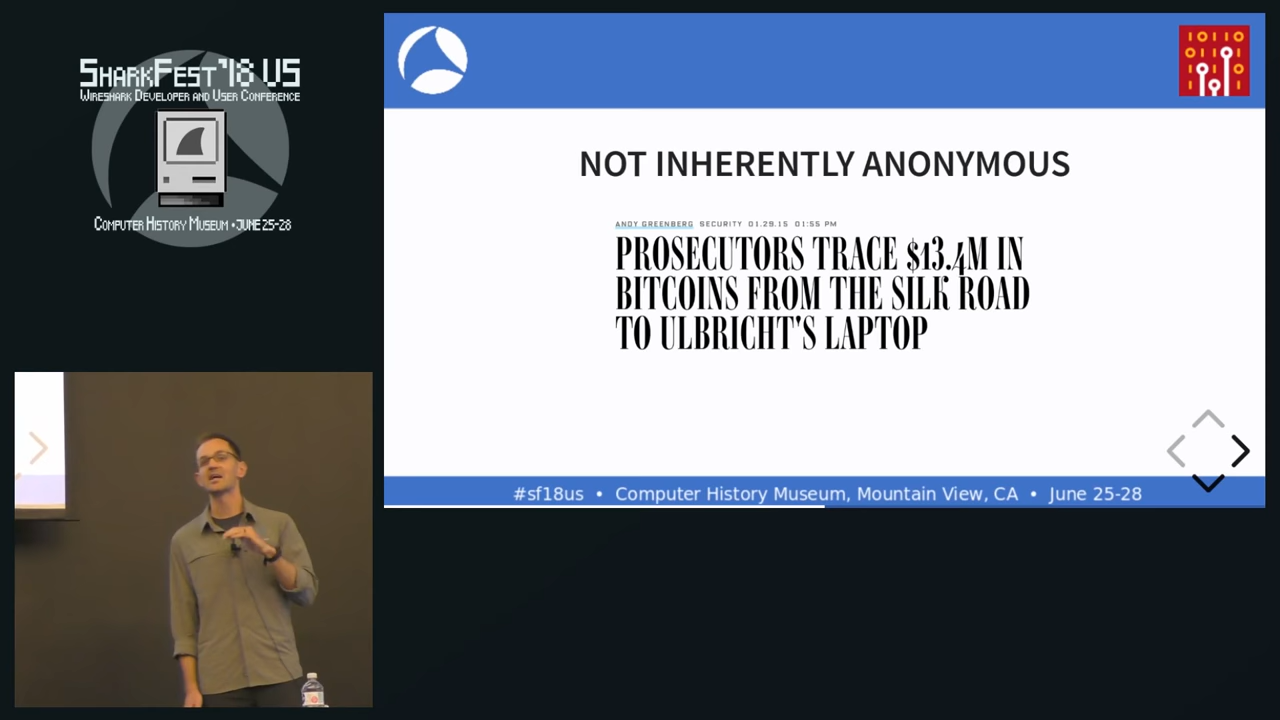 SHARKFEST'18 US
WIRESHARK DEVELOPER AND USER CONFERENCE
COMPUTER HISTORY MUSEUM • JUNE 25-28
NOT INHERENTLY ANONYMOUS
ANDY GREENBERG SECURITY 01.29.15 01:55 PM
PROSECUTORS TRACE $13.4M IN
BITCOINS FROM THE SILK ROAD
TO ULBRICHT'S LAPTOP
#sf18us • Computer History Museum, Mountain View, CA • June 25-28